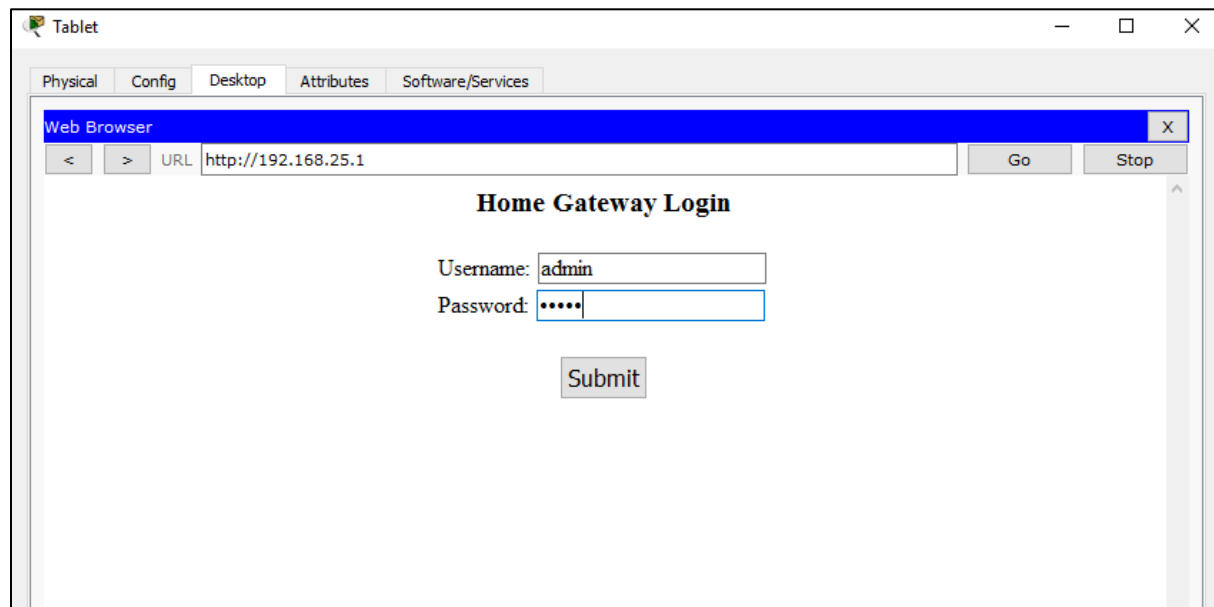 Tablet
Physical Config Desktop Attributes Software/Services
Web Browser X
< > URL http://192.168.25.1 Go Stop
Home Gateway Login
Username: admin
Password: •••••
Submit